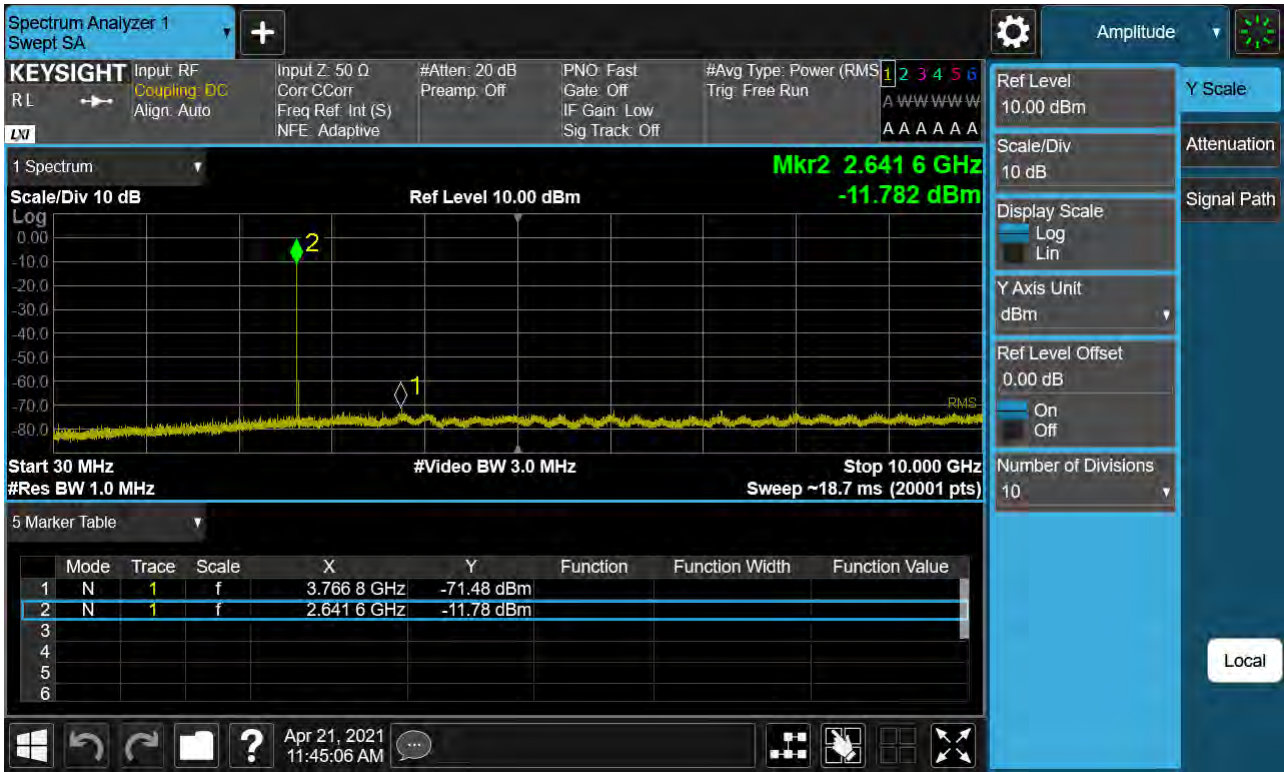 Spectrum Analyzer 1
Swept SA
Amplitude
KEYSIGHT
RL
LXI
Input: RF
Coupling: DC
Align: Auto
Input Z: 50 Ω
Corr CCorr
Freq Ref: Int (S)
NFE: Adaptive
#Atten: 20 dB
Preamp: Off
PNO: Fast
Gate: Off
IF Gain: Low
Sig Track: Off
#Avg Type: Power (RMS
Trig: Free Run
1 2 3 4 5 6
A W W W W W
A A A A A A
1 Spectrum
Mkr2 2.641 6 GHz
-11.782 dBm
Scale/Div 10 dB
Ref Level 10.00 dBm
Log
0.00
-10.0
-20.0
-30.0
-40.0
-50.0
-60.0
-70.0
-80.0
2
1
RMS
Start 30 MHz
#Video BW 3.0 MHz
Stop 10.000 GHz
#Res BW 1.0 MHz
Sweep ~18.7 ms (20001 pts)
5 Marker Table
Mode Trace Scale X Y Function Function Width Function Value
1 N 1 f 3.766 8 GHz -71.48 dBm
2 N 1 f 2.641 6 GHz -11.78 dBm
3
4
5
6
Ref Level
10.00 dBm
Scale/Div
10 dB
Display Scale
Log
Lin
Y Axis Unit
dBm
Ref Level Offset
0.00 dB
On
Off
Number of Divisions
10
Y Scale
Attenuation
Signal Path
Local
?
Apr 21, 2021
11:45:06 AM